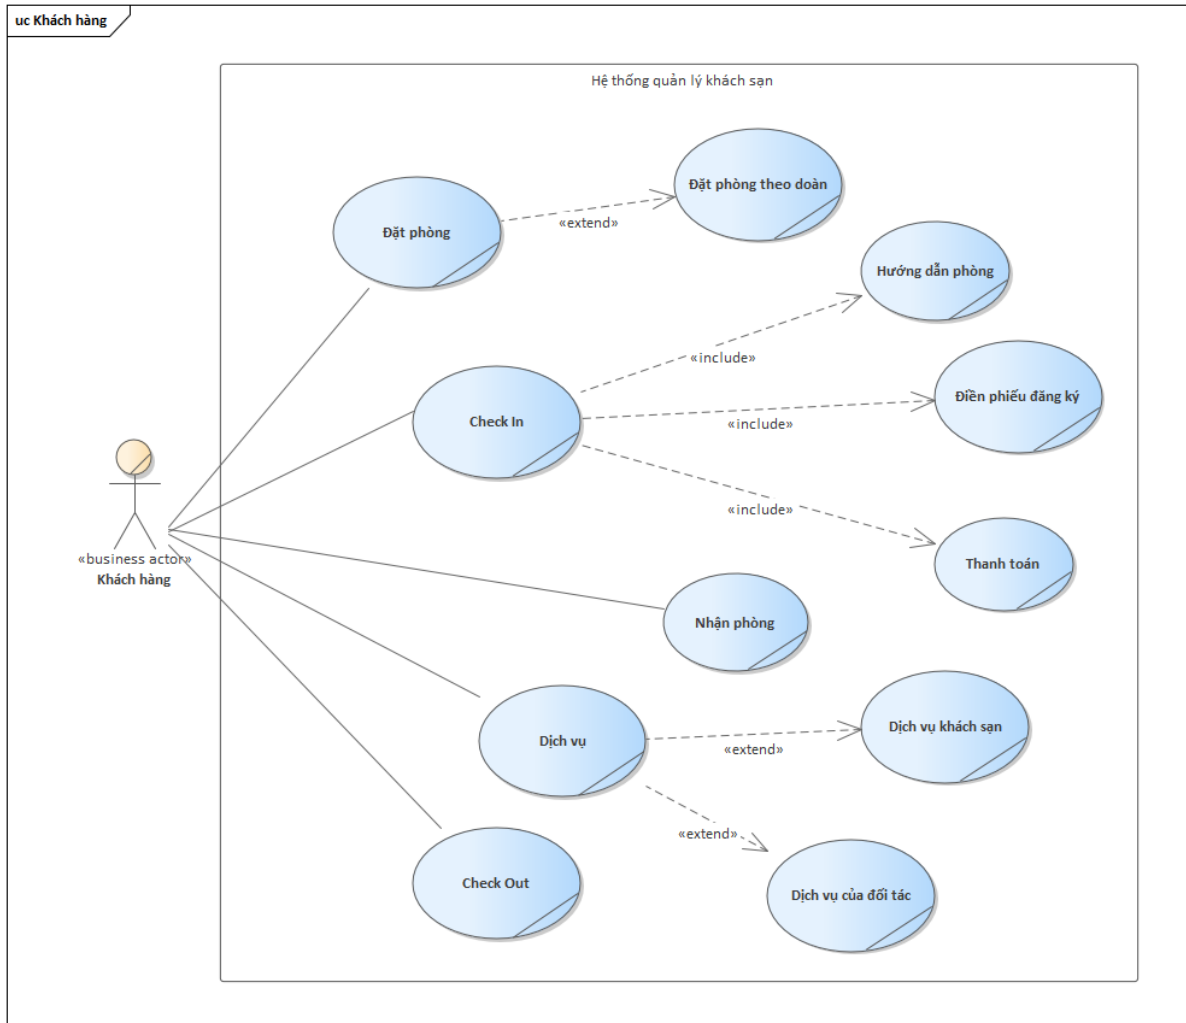 uc Khách hàng
Hệ thống quản lý khách sạn
Đặt phòng theo đoàn
Đặt phòng
«extend»
Hướng dẫn phòng
«include»
Điền phiếu đăng ký
Check In
«include»
«include»
«business actor»
Khách hàng
Thanh toán
Nhận phòng
Dịch vụ khách sạn
Dịch vụ
«extend»
«extend»
Check Out
Dịch vụ của đối tác